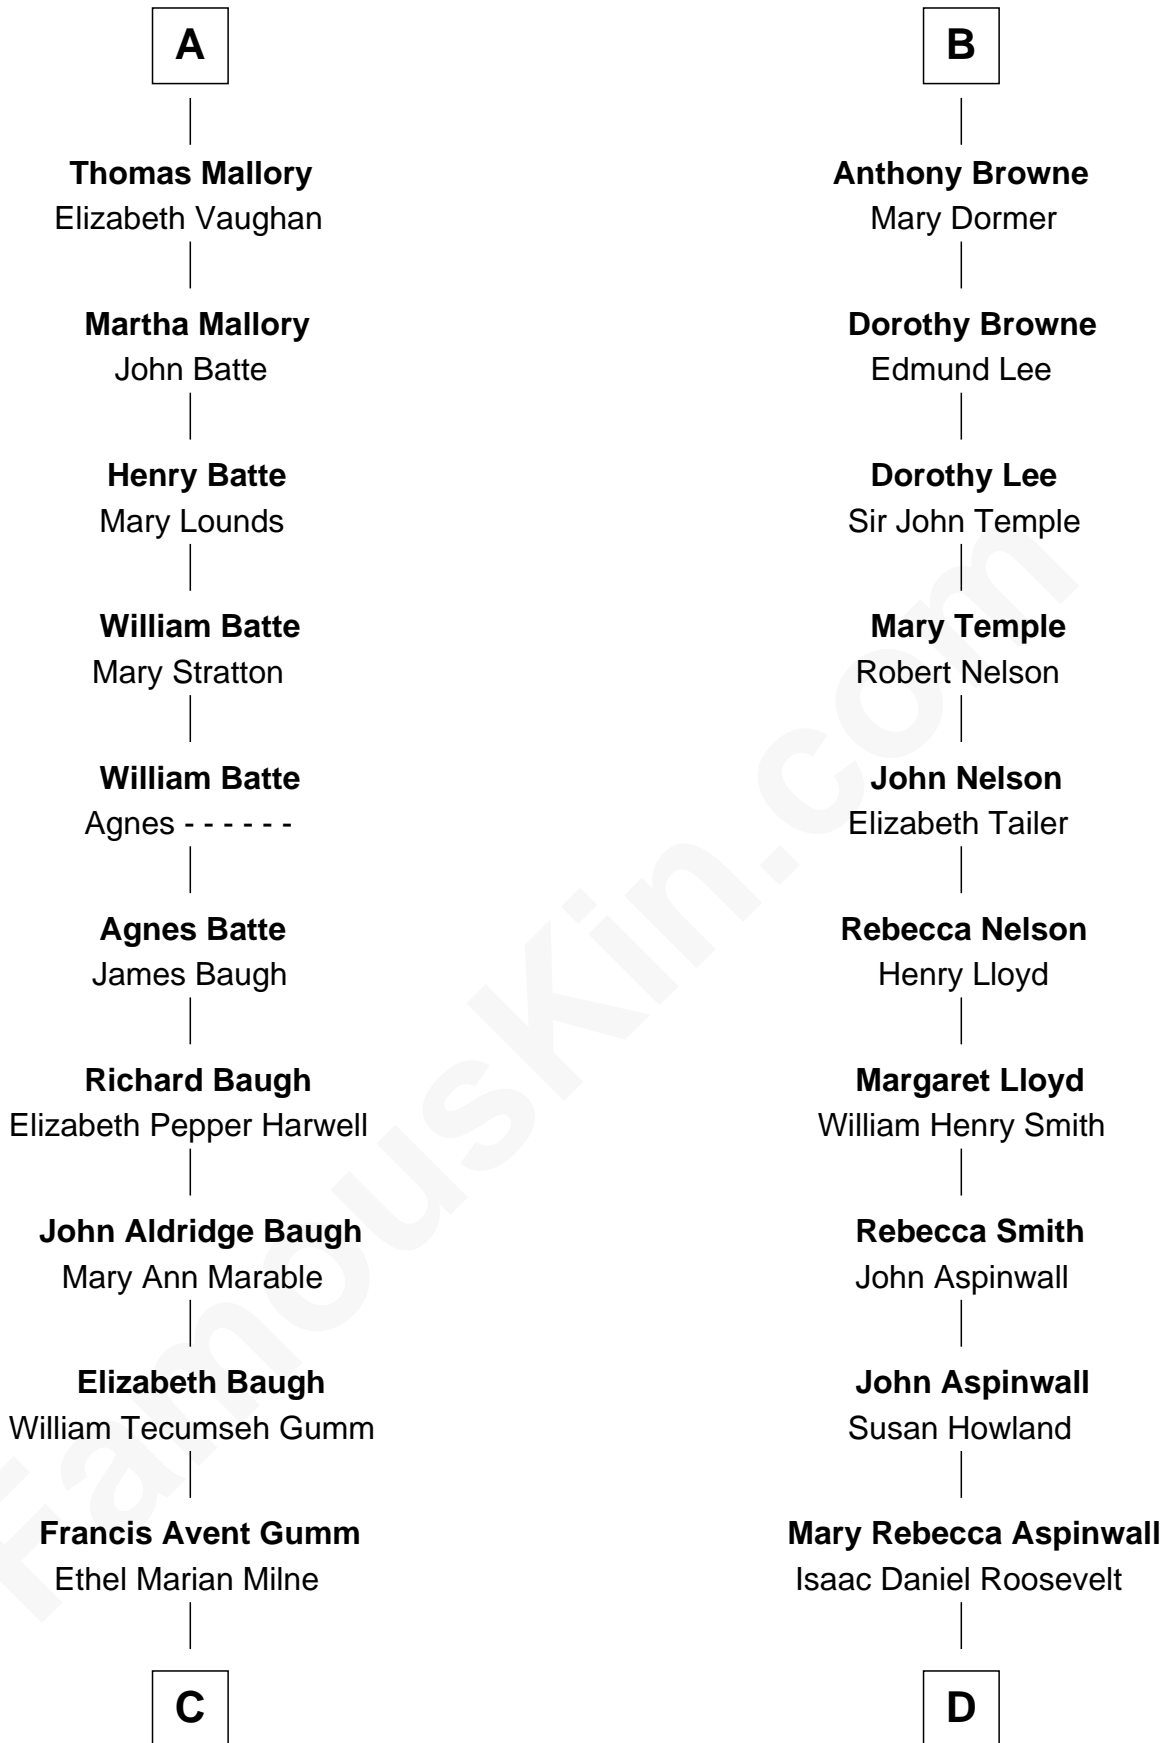 A
Thomas Mallory
Elizabeth Vaughan
Martha Mallory
John Batte
Henry Batte
Mary Lounds
William Batte
Mary Stratton
William Batte
Agnes - - - - - -
Agnes Batte
James Baugh
Richard Baugh
Elizabeth Pepper Harwell
John Aldridge Baugh
Mary Ann Marable
Elizabeth Baugh
William Tecumseh Gumm
Francis Avent Gumm
Ethel Marian Milne
C
B
Anthony Browne
Mary Dormer
Dorothy Browne
Edmund Lee
Dorothy Lee
Sir John Temple
Mary Temple
Robert Nelson
John Nelson
Elizabeth Tailer
Rebecca Nelson
Henry Lloyd
Margaret Lloyd
William Henry Smith
Rebecca Smith
John Aspinwall
John Aspinwall
Susan Howland
Mary Rebecca Aspinwall
Isaac Daniel Roosevelt
D
FamousKin.com